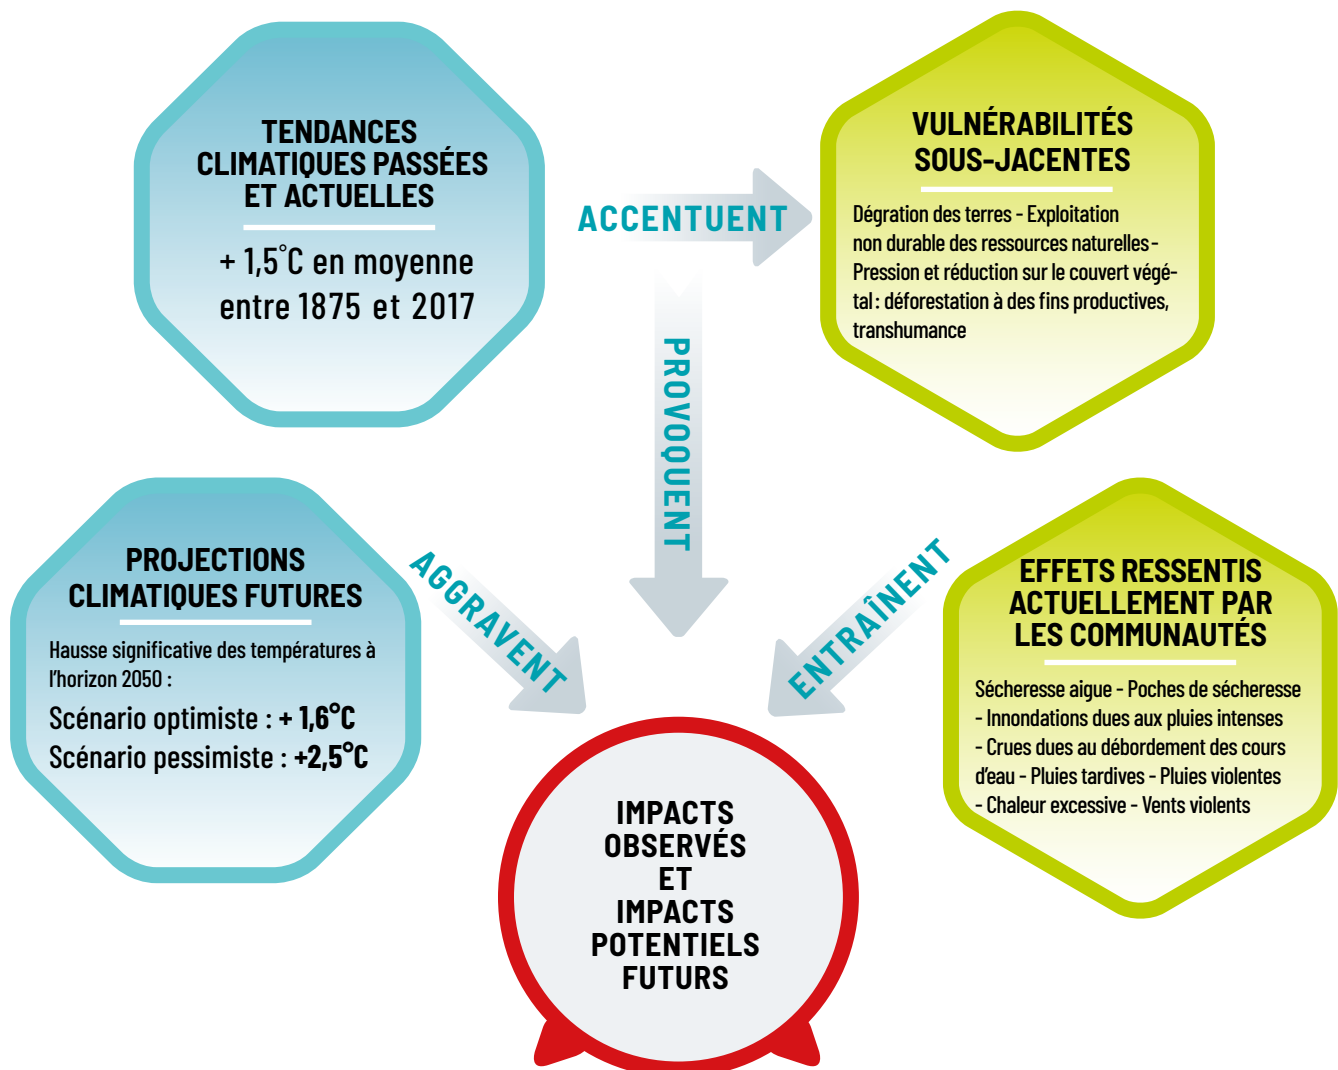 TENDANCES
CLIMATIQUES PASSÉES
ET ACTUELLES
+ 1,5°C en moyenne
entre 1875 et 2017
ACCENTUENT
VULNÉRABILITÉS
SOUS-JACENTES
Dégration des terres - Exploitation
non durable des ressources naturelles -
Pression et réduction sur le couvert végé-
tal : déforestation à des fins productives,
transhumance
PROVOQUENT
PROJECTIONS
CLIMATIQUES FUTURES
Hausse significative des températures à
l'horizon 2050 :
Scénario optimiste : + 1,6°C
Scénario pessimiste : +2,5°C
AGGRAVENT
ENTRAÎNENT
EFFETS RESSENTIS
ACTUELLEMENT PAR
LES COMMUNAUTÉS
Sécheresse aigue - Poches de sécheresse
- Innondations dues aux pluies intenses
- Crues dues au débordement des cours
d'eau - Pluies tardives - Pluies violentes
- Chaleur excessive - Vents violents
IMPACTS
OBSERVÉS
ET
IMPACTS
POTENTIELS
FUTURS